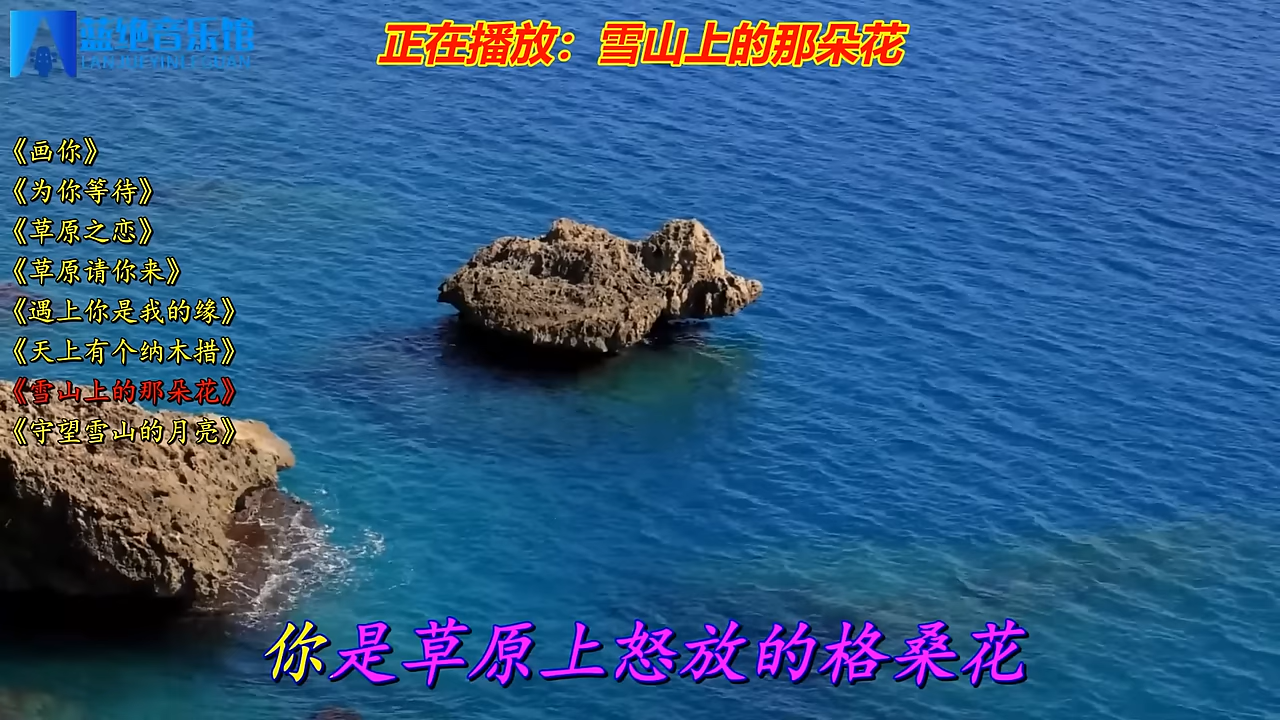 蓝绝音乐馆
LANJUEYINLEGUAN
正在播放：雪山上的那朵花
《画你》
《为你等待》
《草原之恋》
《草原请你来》
《遇上你是我的缘》
《天上有个纳木措》
《雪山上的那朵花》
《守望雪山的月亮》
你是草原上怒放的格桑花